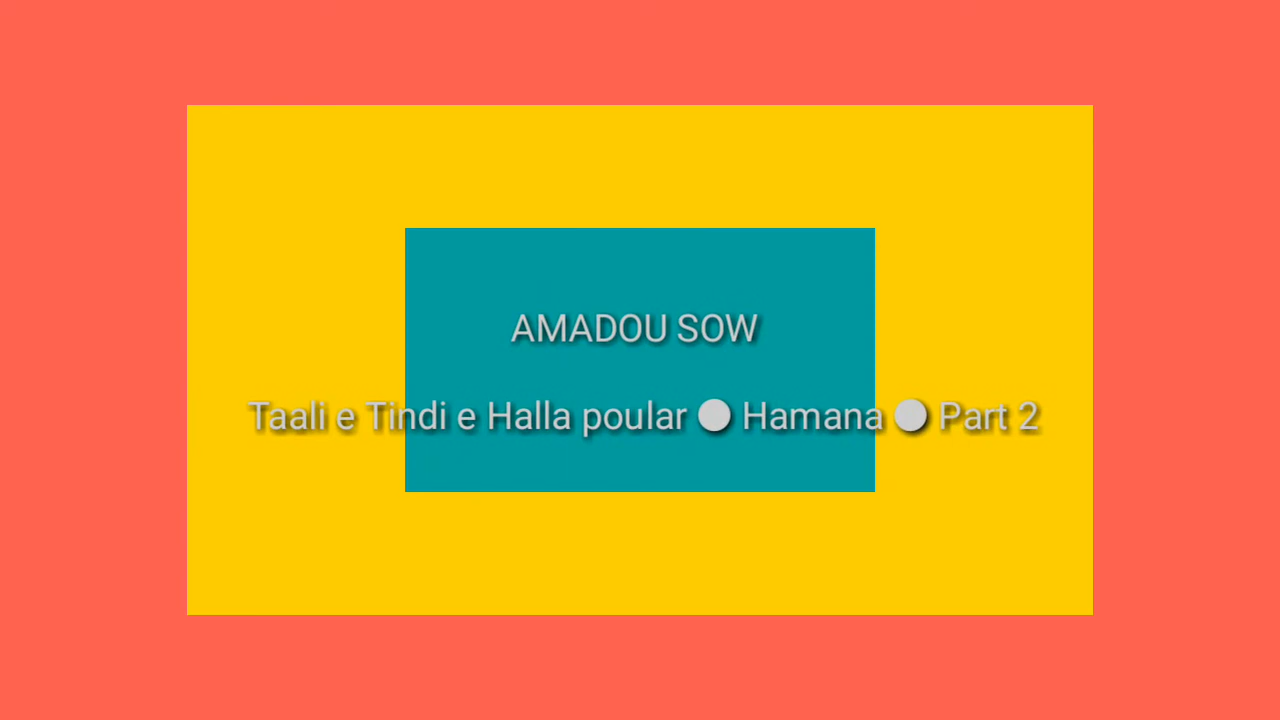 AMADOU SOW
Taali e Tindi e Halla poular ● Hamana ● Part 2